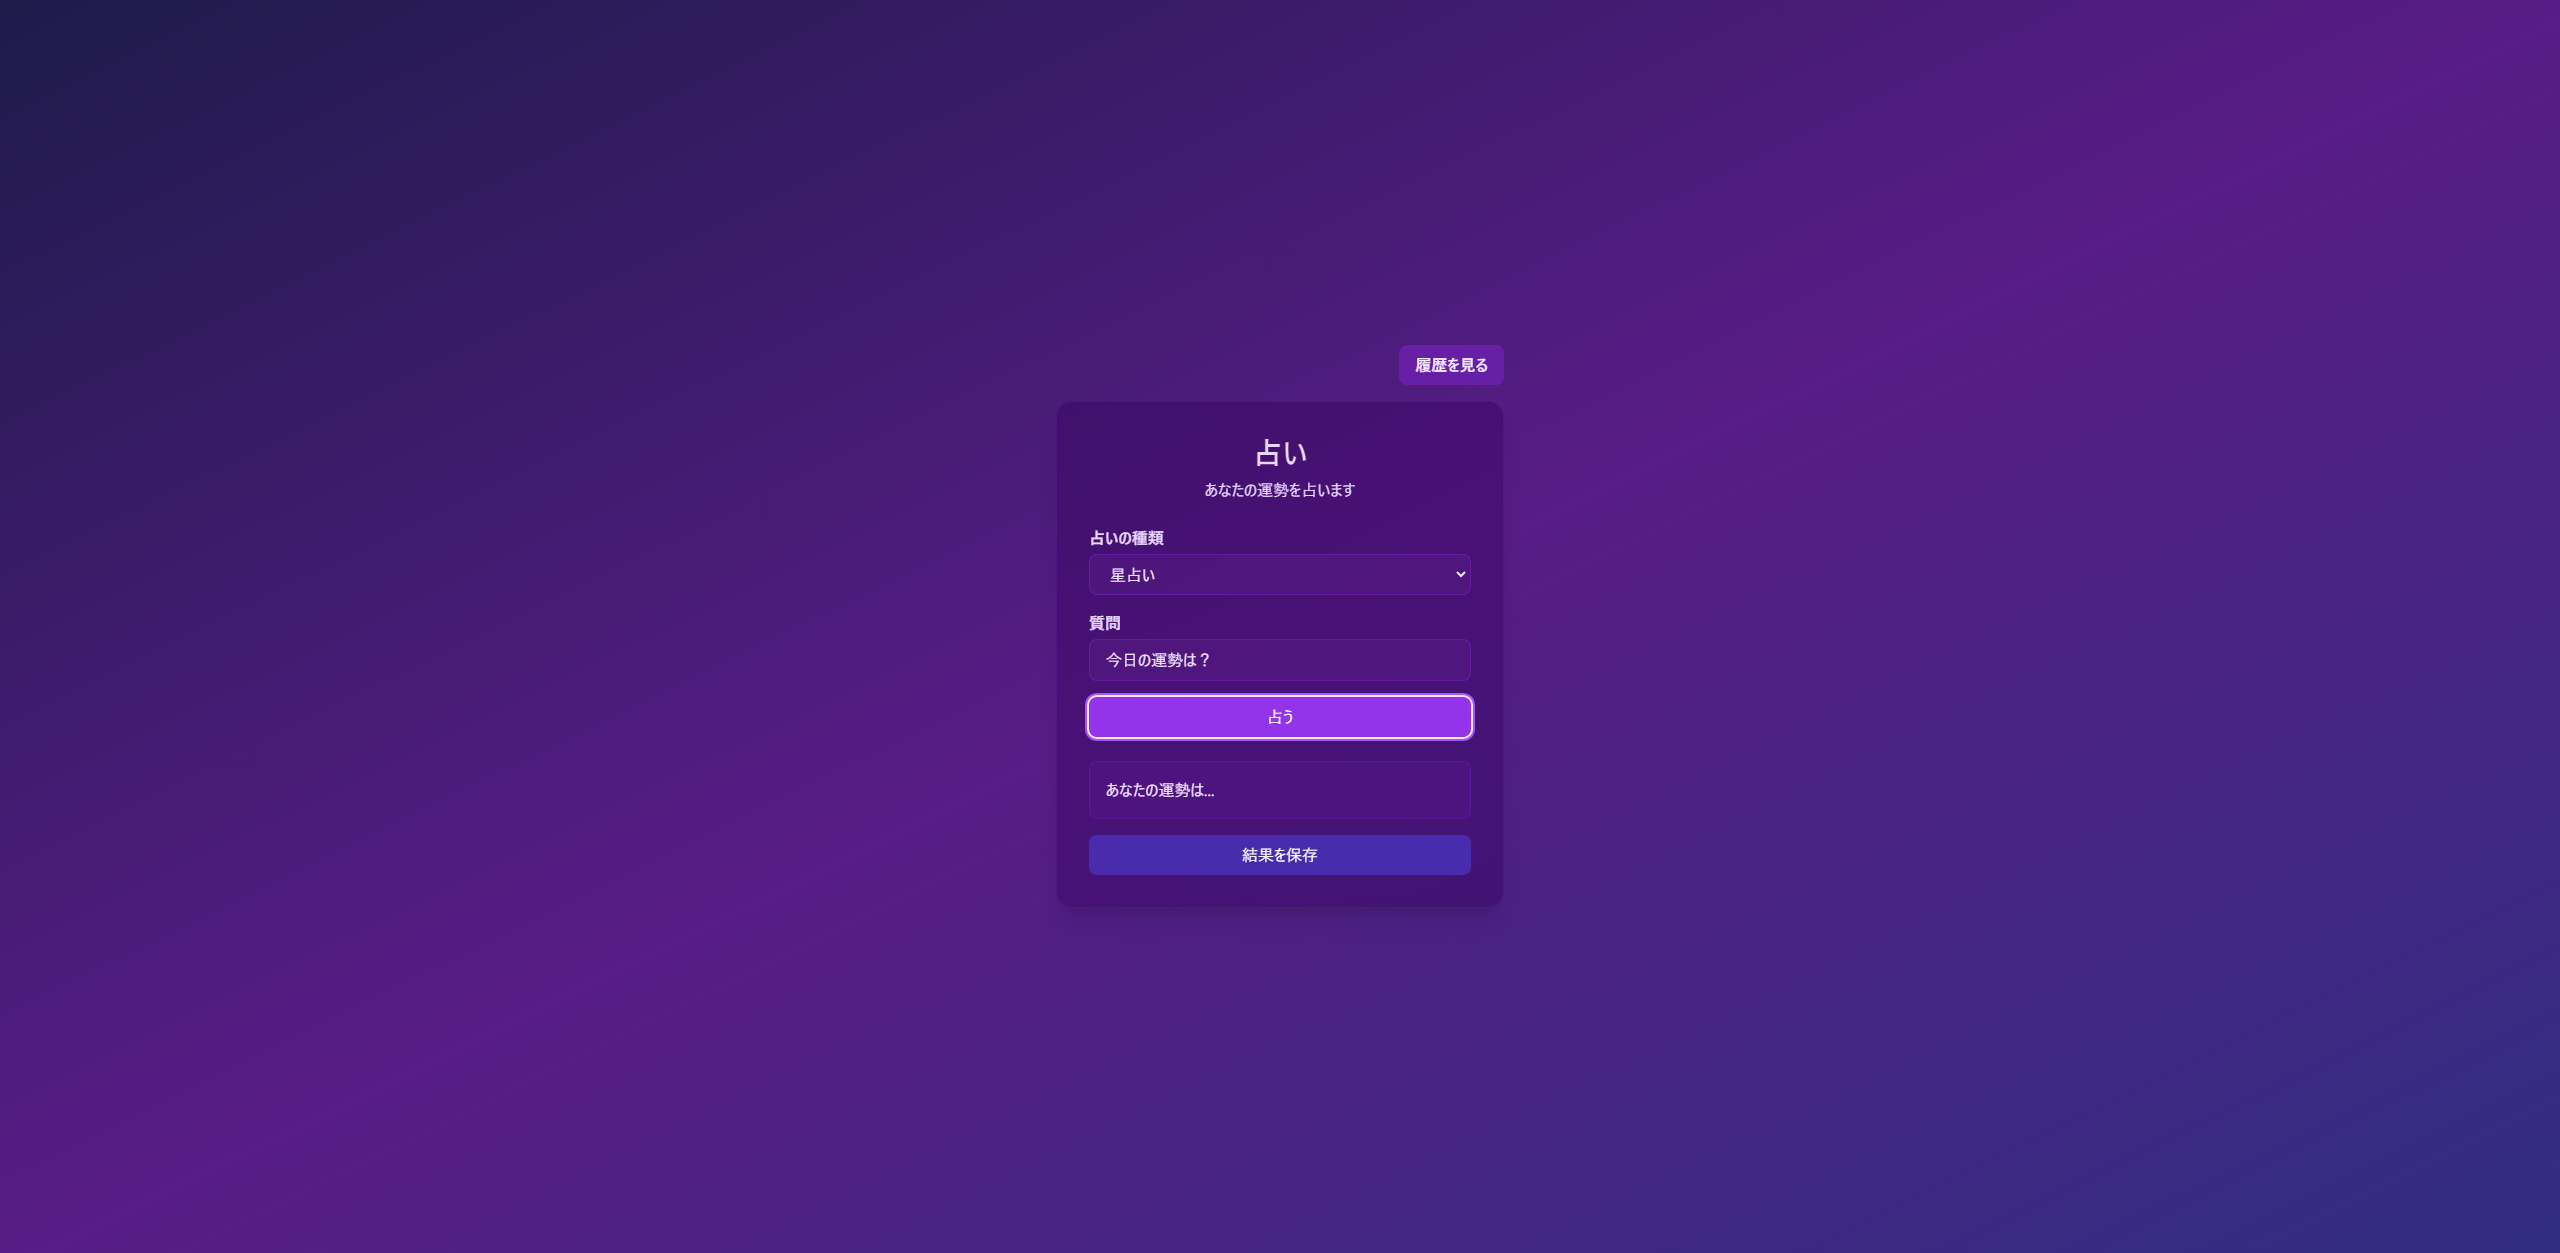 履歴を見る
占い
あなたの運勢を占います
占いの種類
星占い
質問
今日の運勢は？
占う
あなたの運勢は...
結果を保存